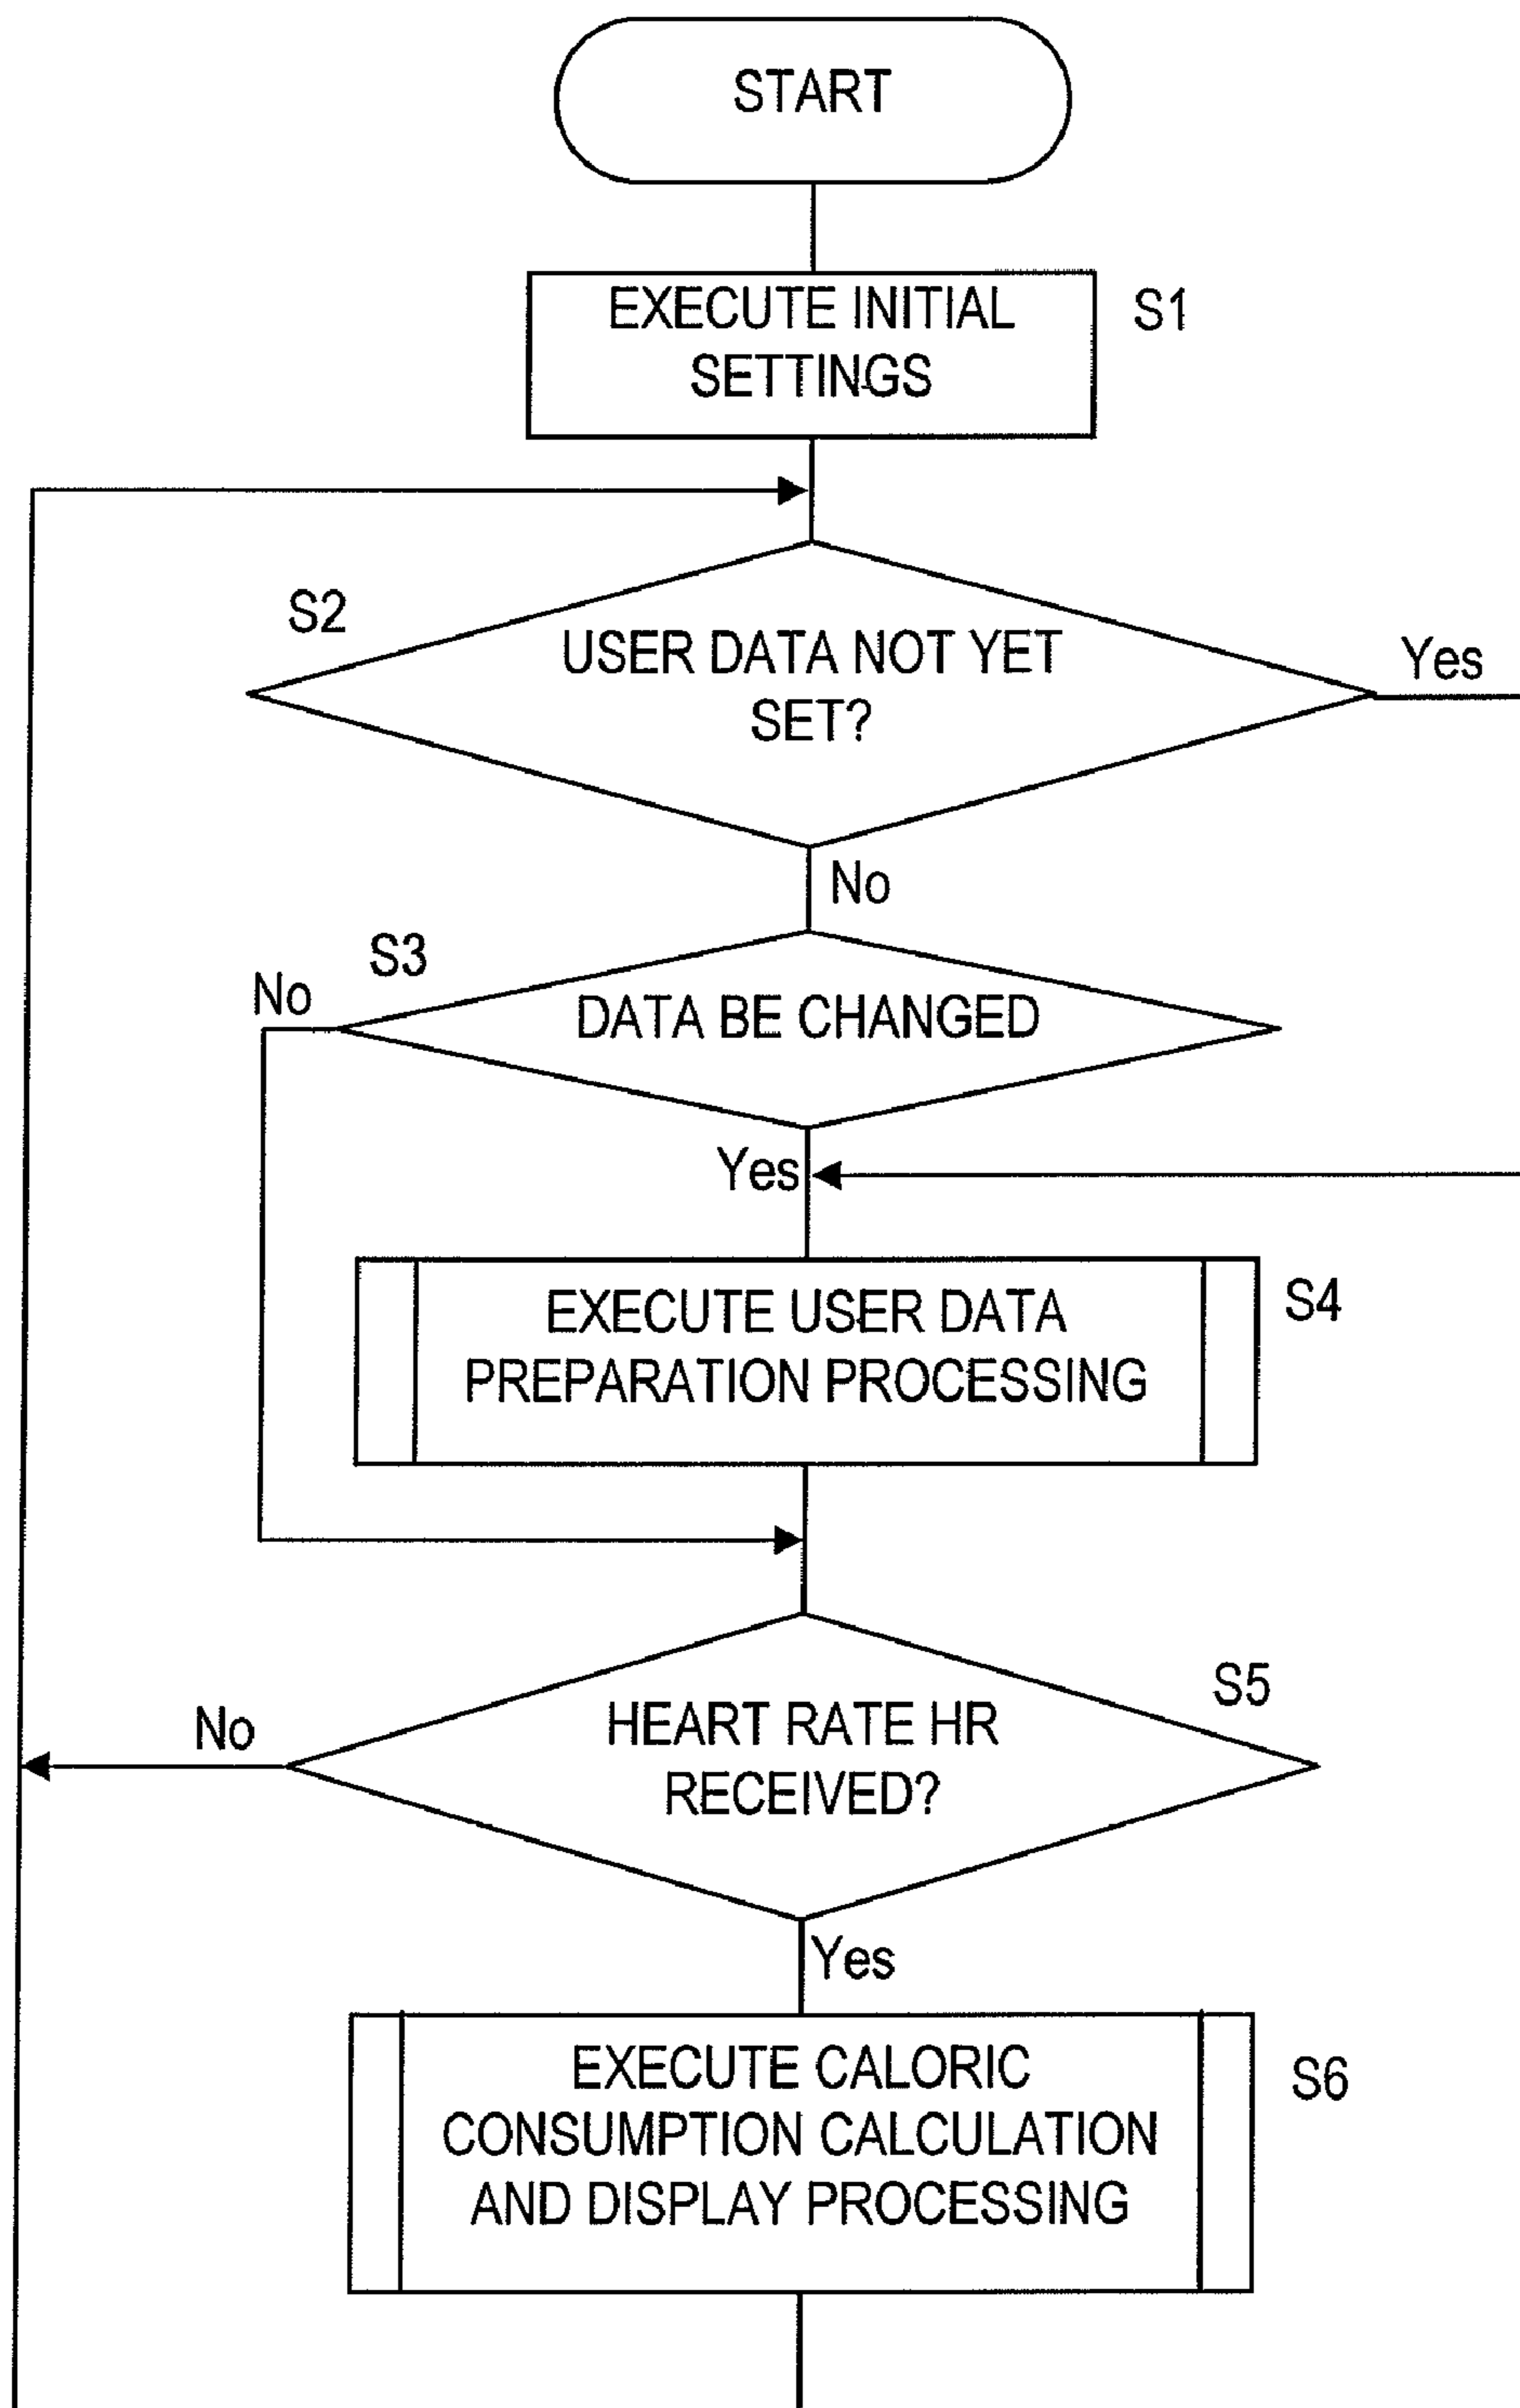 START
EXECUTE INITIAL
SETTINGS
S1
S2
USER DATA NOT YET
SET?
Yes
No
S3
No
DATA BE CHANGED
Yes
EXECUTE USER DATA
PREPARATION PROCESSING
S4
S5
No
HEART RATE HR
RECEIVED?
Yes
EXECUTE CALORIC
CONSUMPTION CALCULATION
AND DISPLAY PROCESSING
S6